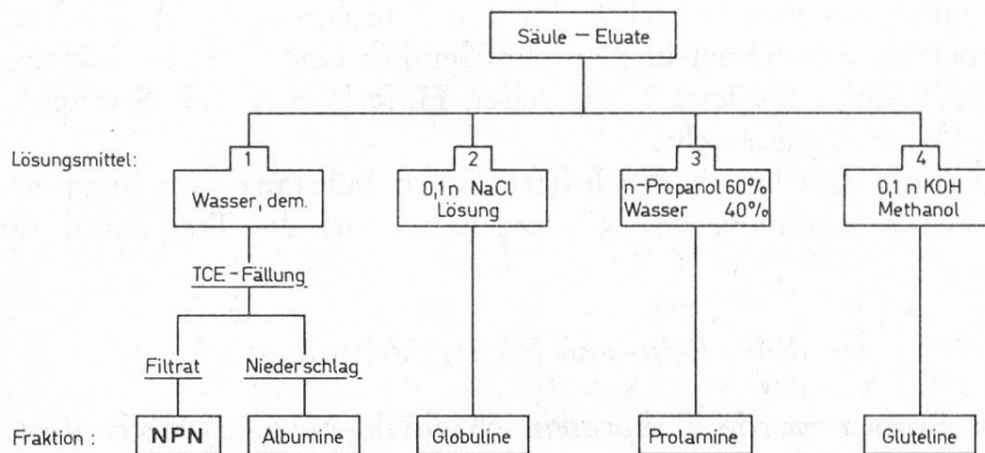 Säule – Eluate
Lösungsmittel:
1
Wasser, dem.
2
0,1 n NaCl
Lösung
3
n-Propanol 60%
Wasser 40%
4
0,1 n KOH
Methanol
TCE-Fällung
Filtrat
Niederschlag
Fraktion :
NPN
Albumine
Globuline
Prolamine
Gluteline